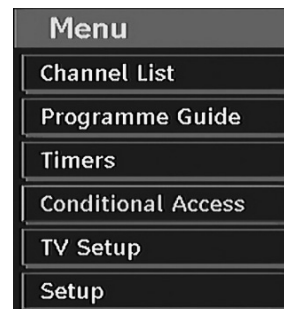 Menu
Channel List
Programme Guide
Timers
Conditional Access
TV Setup
Setup